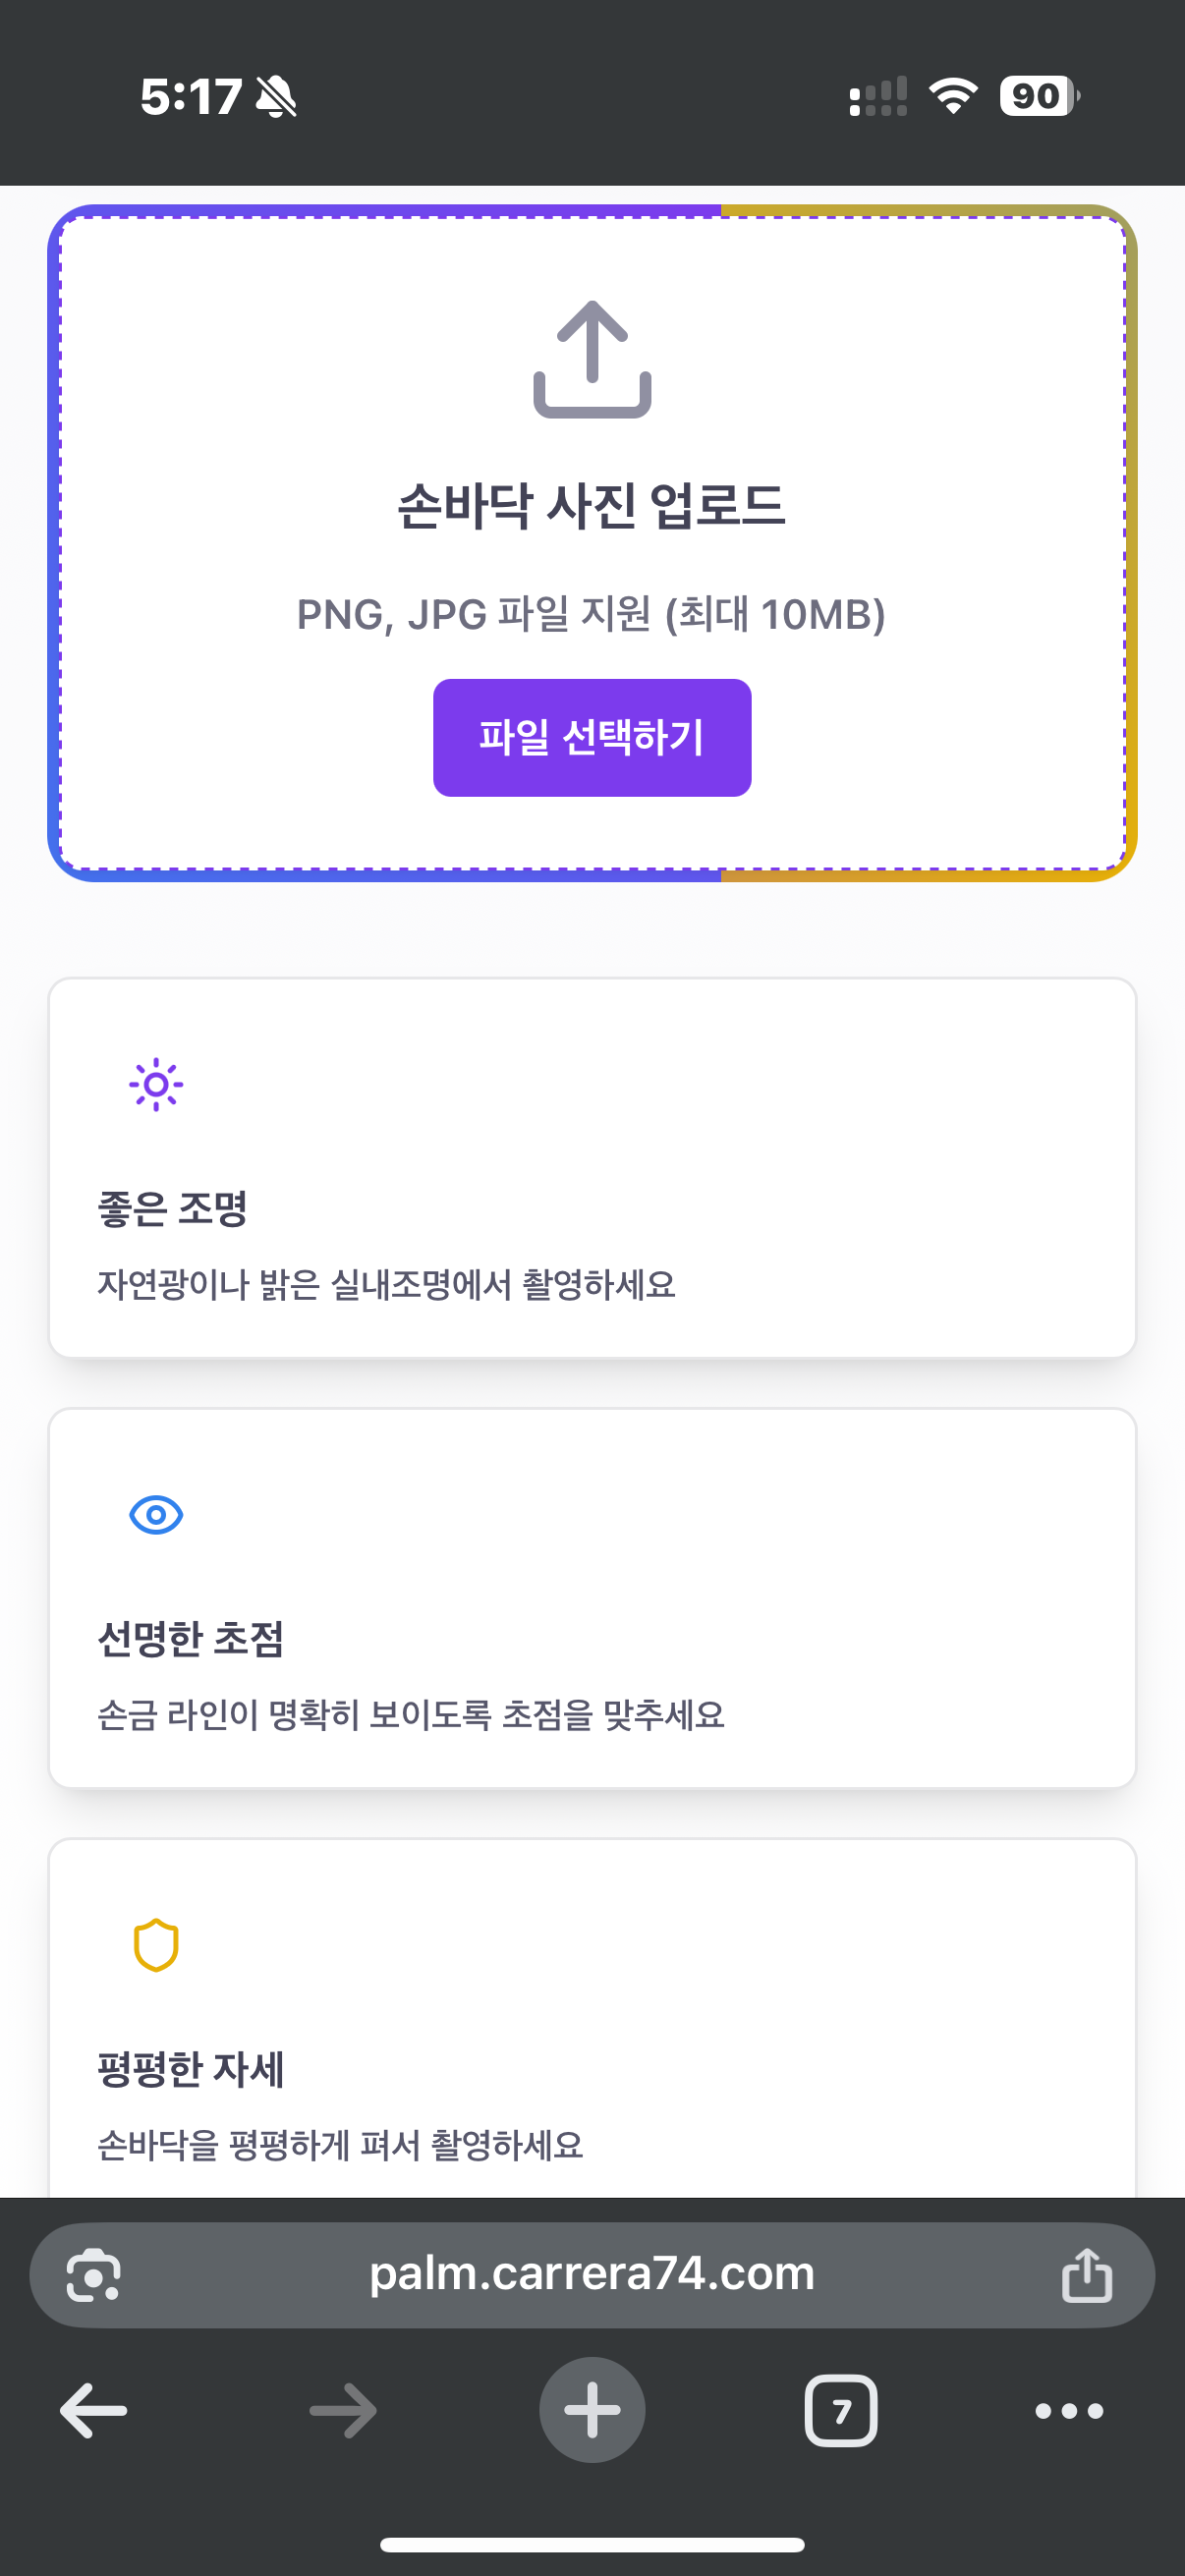 5:17
90
손바닥 사진 업로드
PNG, JPG 파일 지원 (최대 10MB)
파일 선택하기
좋은 조명
자연광이나 밝은 실내조명에서 촬영하세요
선명한 초점
손금 라인이 명확히 보이도록 초점을 맞추세요
평평한 자세
손바닥을 평평하게 펴서 촬영하세요
palm.carrera74.com
7